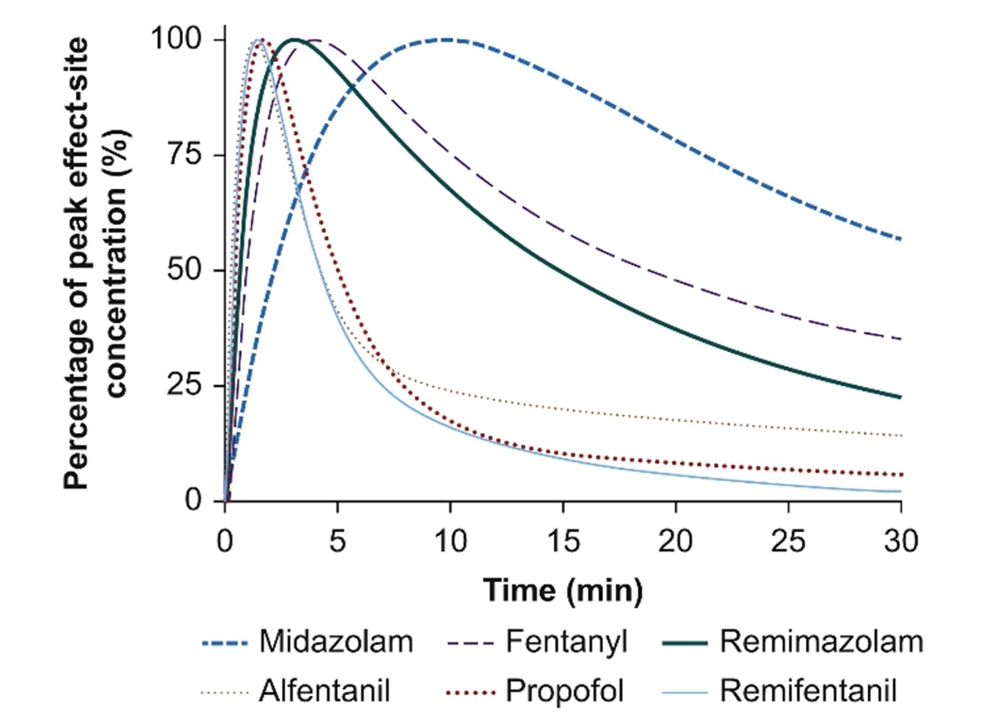 Percentage of peak effect-site
concentration (%)
100
75
50
25
0
0 5 10 15 20 25 30
Time (min)
Midazolam Fentanyl Remimazolam
Alfentanil Propofol Remifentanil